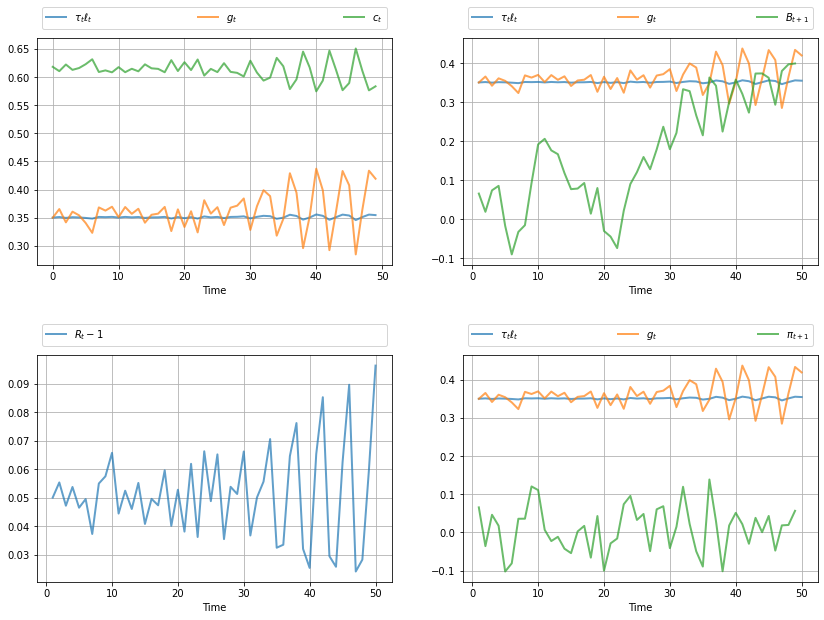 τₜℓₜ gₜ cₜ
0.65
0.60
0.55
0.50
0.45
0.40
0.35
0.30
0 10 20 30 40 50
Time
τₜℓₜ gₜ Bₜ₊₁
0.4
0.3
0.2
0.1
0.0
−0.1
0 10 20 30 40 50
Time
Rₜ − 1
0.09
0.08
0.07
0.06
0.05
0.04
0.03
0 10 20 30 40 50
Time
τₜℓₜ gₜ πₜ₊₁
0.4
0.3
0.2
0.1
0.0
−0.1
0 10 20 30 40 50
Time